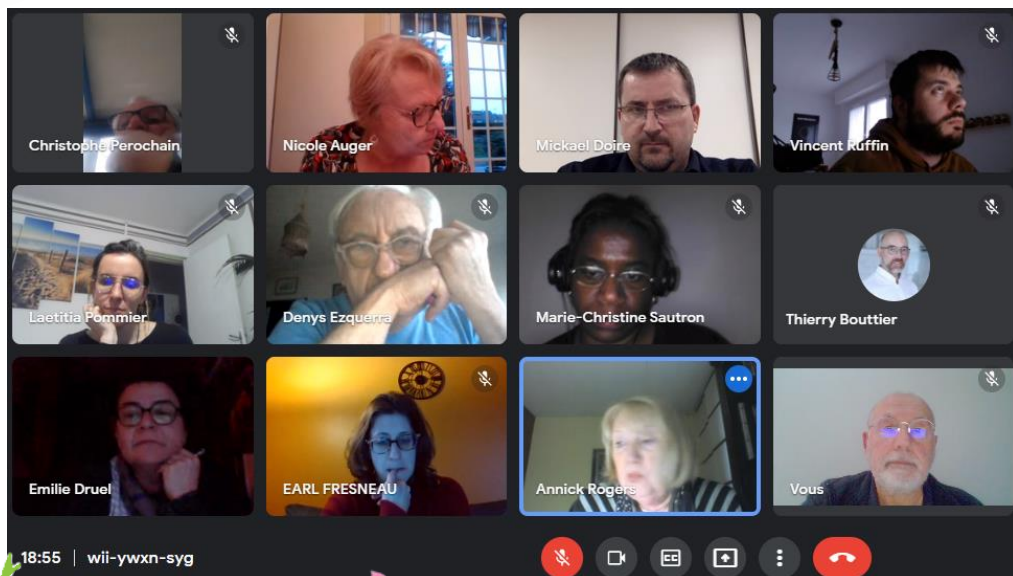 Christophe Perochain
Nicole Auger
Mickael Doire
Vincent Ruffin
Laetitia Pommier
Denys Ezquerra
Marie-Christine Sautron
Thierry Bouttier
Emilie Druel
EARL FRESNEAU
Annick Rogers
Vous
18:55 | wii-ywxn-syg
CC